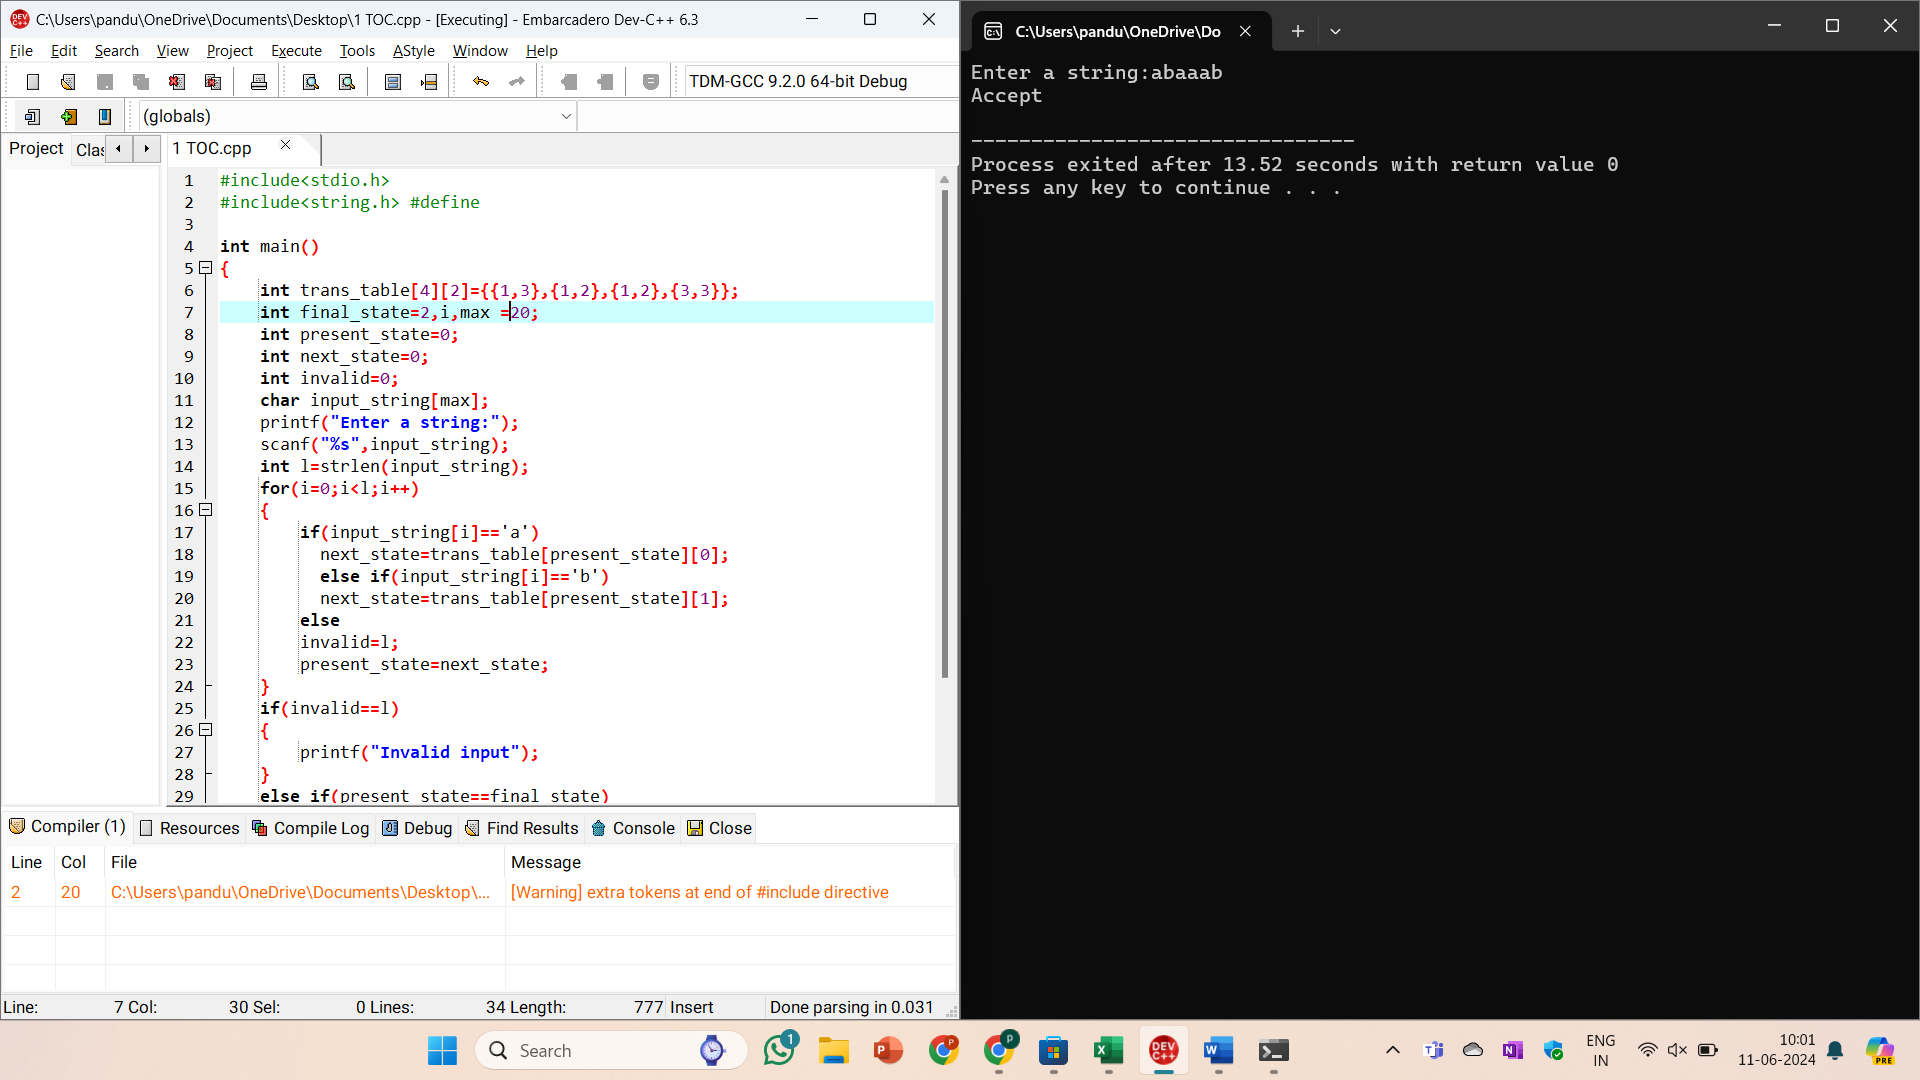 C:\Users\pandu\OneDrive\Documents\Desktop\1 TOC.cpp - [Executing] - Embarcadero Dev-C++ 6.3
File Edit Search View Project Execute Tools AStyle Window Help
TDM-GCC 9.2.0 64-bit Debug
(globals)
Project Clas
1 TOC.cpp
1 #include<stdio.h>
2 #include<string.h> #define
3
4 int main()
5 {
6 int trans_table[4][2]={{1,3},{1,2},{1,2},{3,3}};
7 int final_state=2,i,max =20;
8 int present_state=0;
9 int next_state=0;
10 int invalid=0;
11 char input_string[max];
12 printf("Enter a string:");
13 scanf("%s",input_string);
14 int l=strlen(input_string);
15 for(i=0;i<l;i++)
16 {
17 if(input_string[i]=='a')
18 next_state=trans_table[present_state][0];
19 else if(input_string[i]=='b')
20 next_state=trans_table[present_state][1];
21 else
22 invalid=l;
23 present_state=next_state;
24 }
25 if(invalid==l)
26 {
27 printf("Invalid input");
28 }
29 else if(present_state==final_state)
Compiler (1) Resources Compile Log Debug Find Results Console Close
Line Col File Message
2 20 C:\Users\pandu\OneDrive\Documents\Desktop\... [Warning] extra tokens at end of #include directive
Line: 7 Col: 30 Sel: 0 Lines: 34 Length: 777 Insert Done parsing in 0.031
C:\Users\pandu\OneDrive\Do
Enter a string:abaaab
Accept
--------------------------------
Process exited after 13.52 seconds with return value 0
Press any key to continue . . .
Search
1
ENG
IN
10:01
11-06-2024
PRE